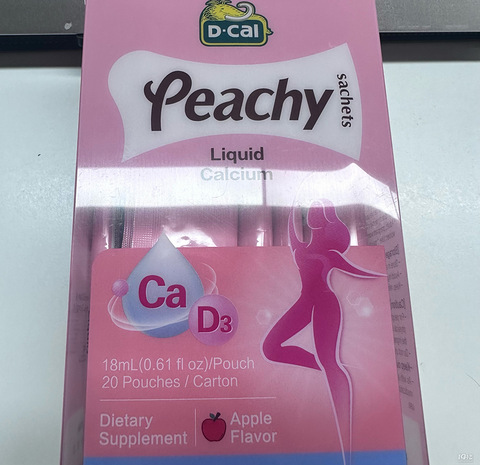 D-Cal
Peachy
sachets
Liquid
Calcium
Ca
D3
18mL(0.61 fl oz)/Pouch
20 Pouches / Carton
Dietary
Supplement
Apple
Flavor